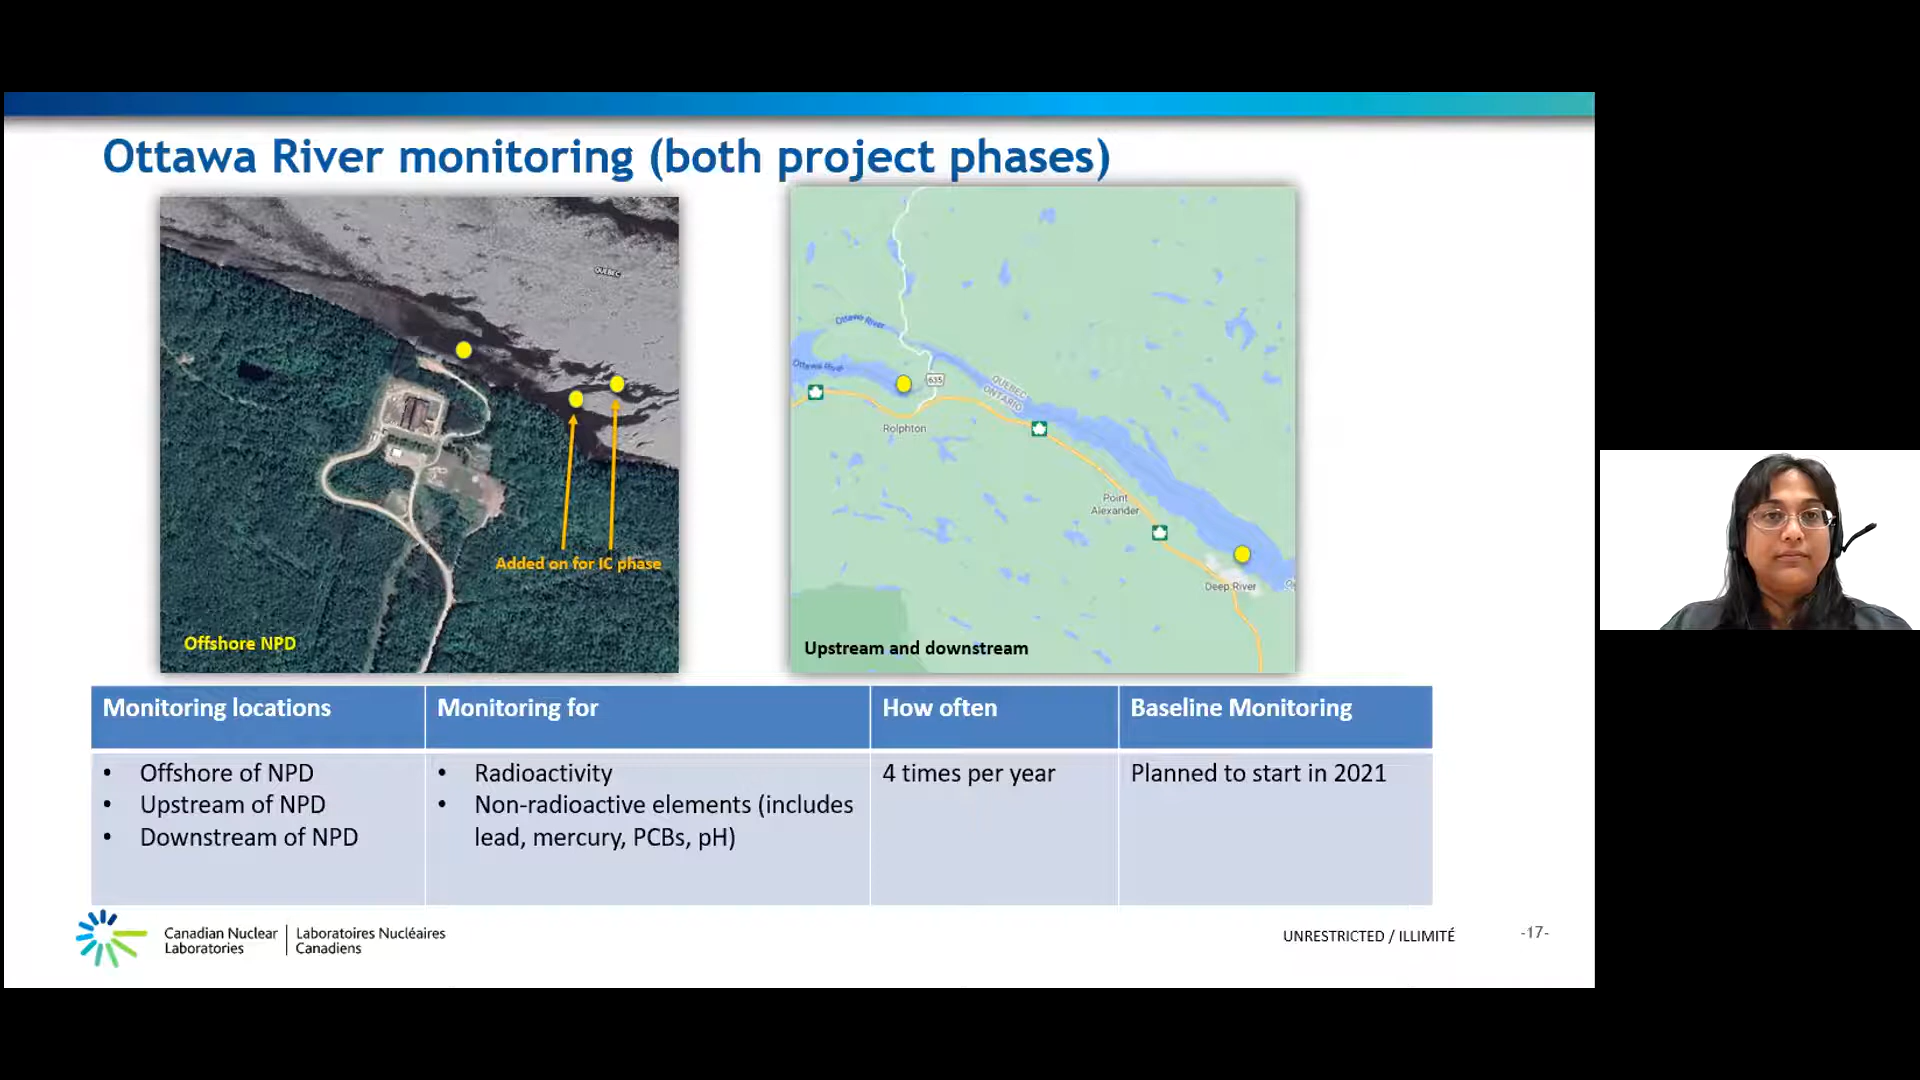 Ottawa River monitoring (both project phases)
QUEBEC
Added on for IC phase
Offshore NPD
Ottawa River
Ottawa River
635
QUEBEC
ONTARIO
Rolphton
Point
Alexander
Deep River
Upstream and downstream
Monitoring locations
Monitoring for
How often
Baseline Monitoring
• Offshore of NPD
• Upstream of NPD
• Downstream of NPD
• Radioactivity
• Non-radioactive elements (includes
lead, mercury, PCBs, pH)
4 times per year
Planned to start in 2021
Canadian Nuclear
Laboratories
Laboratoires Nucléaires
Canadiens
UNRESTRICTED / ILLIMITÉ
-17-